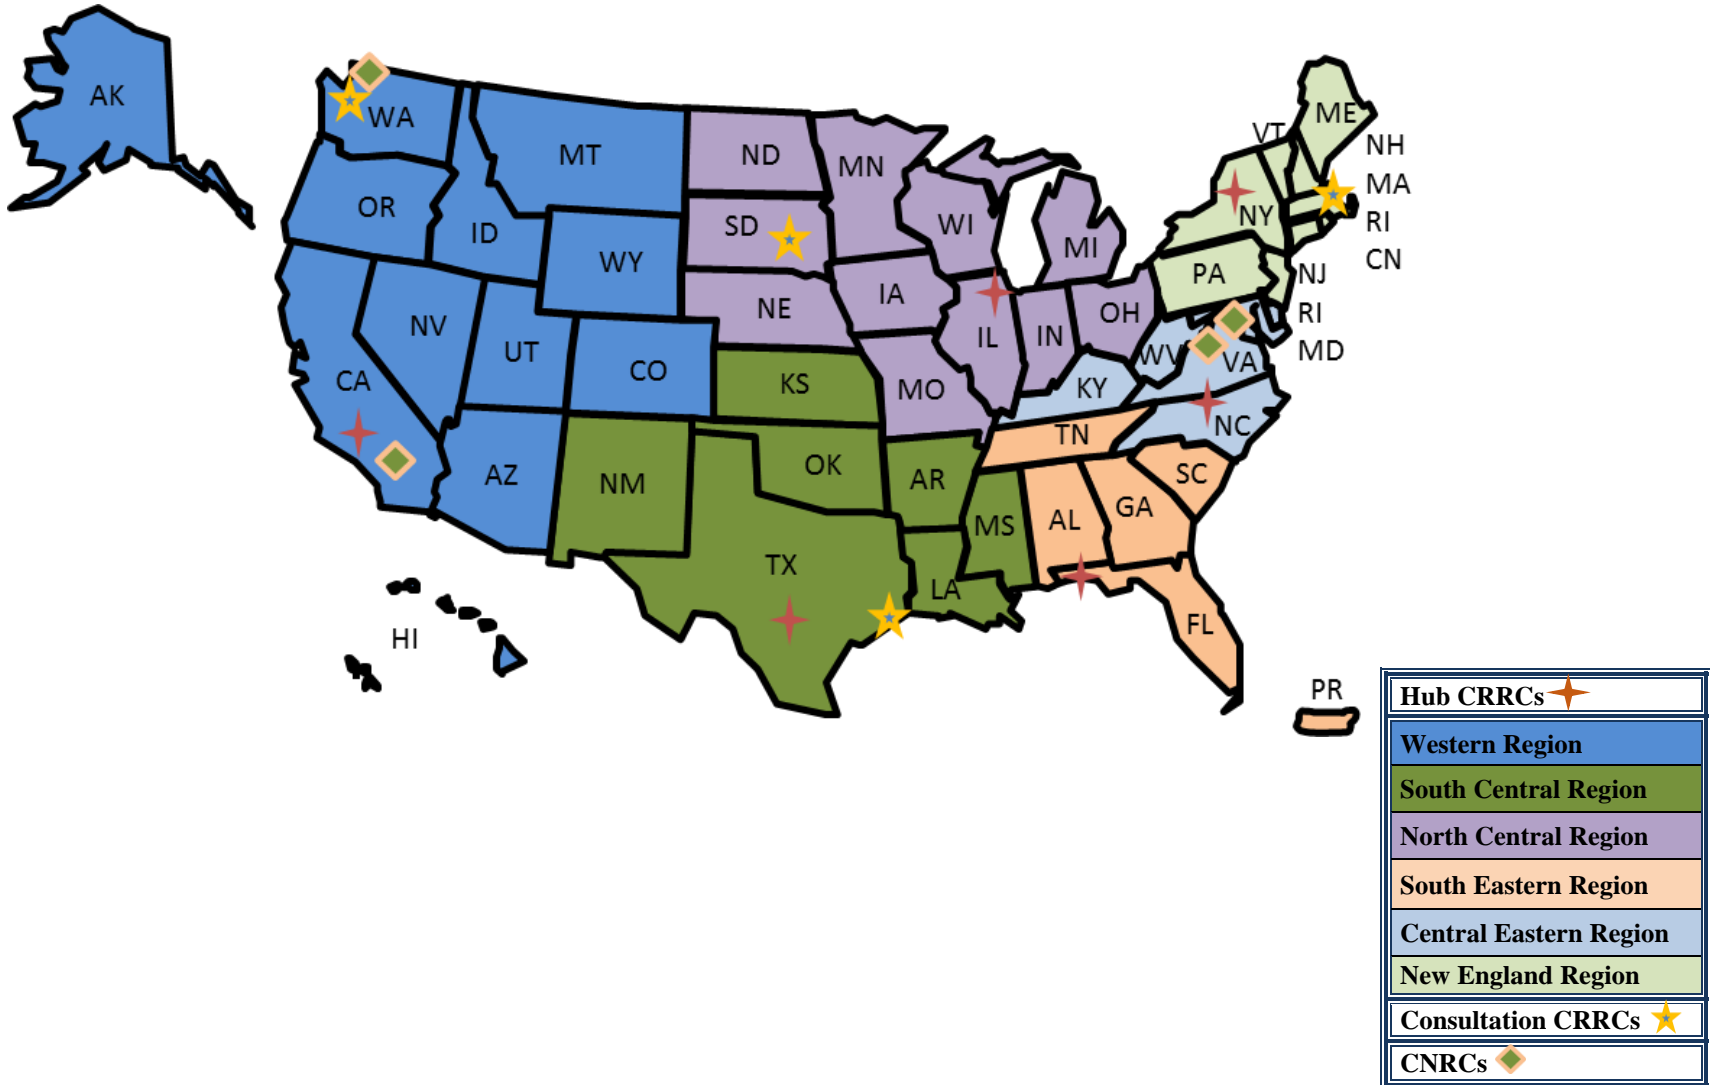 AK
WA
MT
ND
MN
VT
ME
NH
MA
RI
CN
OR
ID
SD
WI
MI
NY
WY
NE
IA
PA
NJ
RI
MD
NV
UT
CO
IL
IN
OH
WV
VA
CA
KS
MO
KY
NC
TN
AZ
NM
OK
AR
SC
MS
AL
GA
TX
LA
HI
FL
PR
Hub CRRCs
Western Region
South Central Region
North Central Region
South Eastern Region
Central Eastern Region
New England Region
Consultation CRRCs
CNRCs